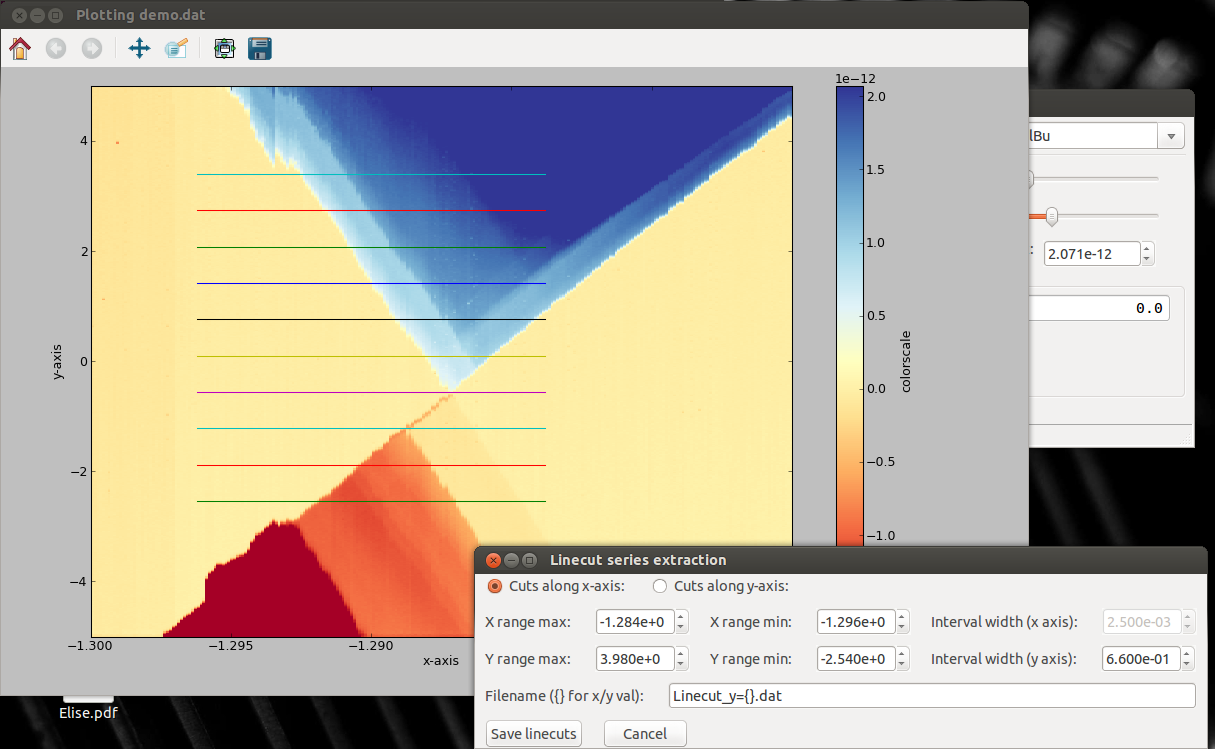 Plotting demo.dat
1e−12
2.0
1.5
1.0
0.5
0.0
−0.5
−1.0
colorscale
4
2
0
−2
−4
y-axis
−1.300
−1.295
−1.290
x-axis
lBu
: 2.071e-12
0.0
Linecut series extraction
Cuts along x-axis: Cuts along y-axis:
X range max: -1.284e+0 X range min: -1.296e+0 Interval width (x axis): 2.500e-03
Y range max: 3.980e+0 Y range min: -2.540e+0 Interval width (y axis): 6.600e-01
Filename ({} for x/y val): Linecut_y={}.dat
Save linecuts Cancel
Elise.pdf